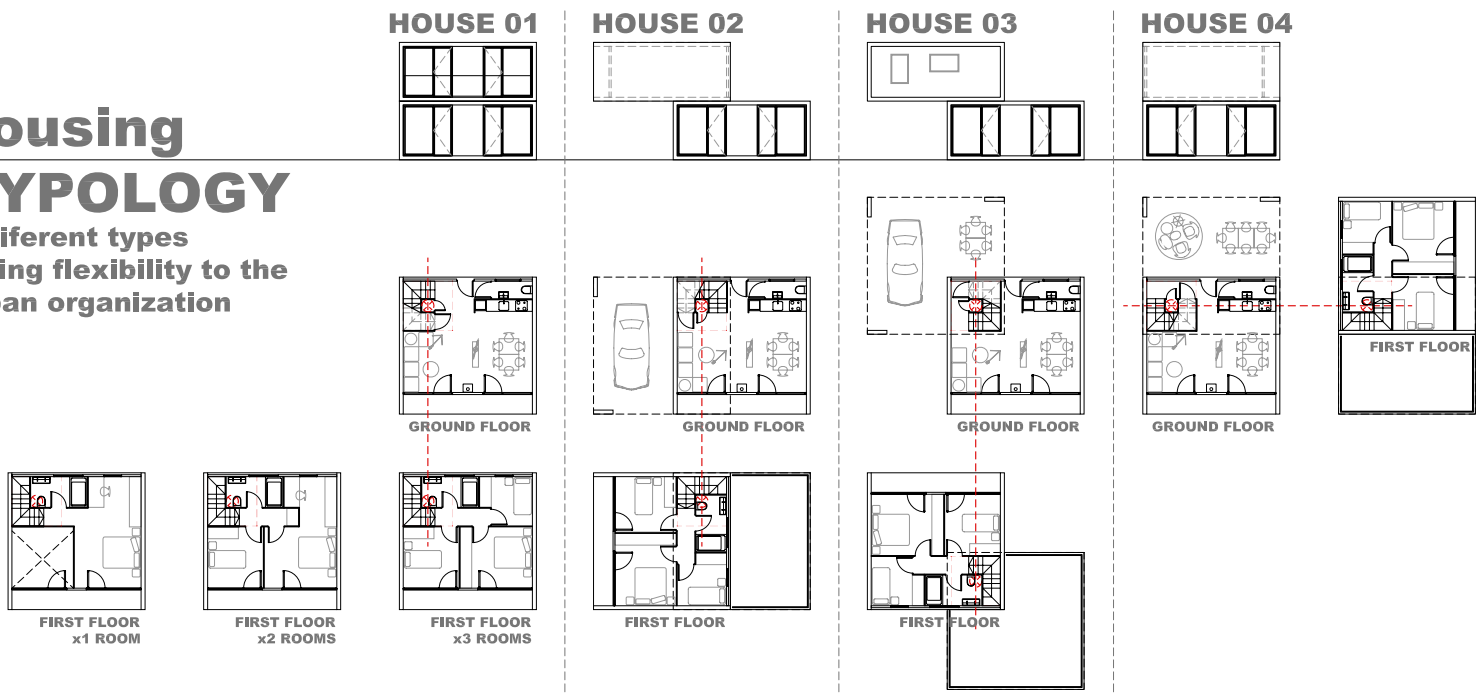 HOUSE 01
HOUSE 02
HOUSE 03
HOUSE 04
ousing
YPOLOGY
iferent types
ing flexibility to the
ban organization
FIRST FLOOR
GROUND FLOOR
GROUND FLOOR
GROUND FLOOR
GROUND FLOOR
FIRST FLOOR
x1 ROOM
FIRST FLOOR
x2 ROOMS
FIRST FLOOR
x3 ROOMS
FIRST FLOOR
FIRST FLOOR